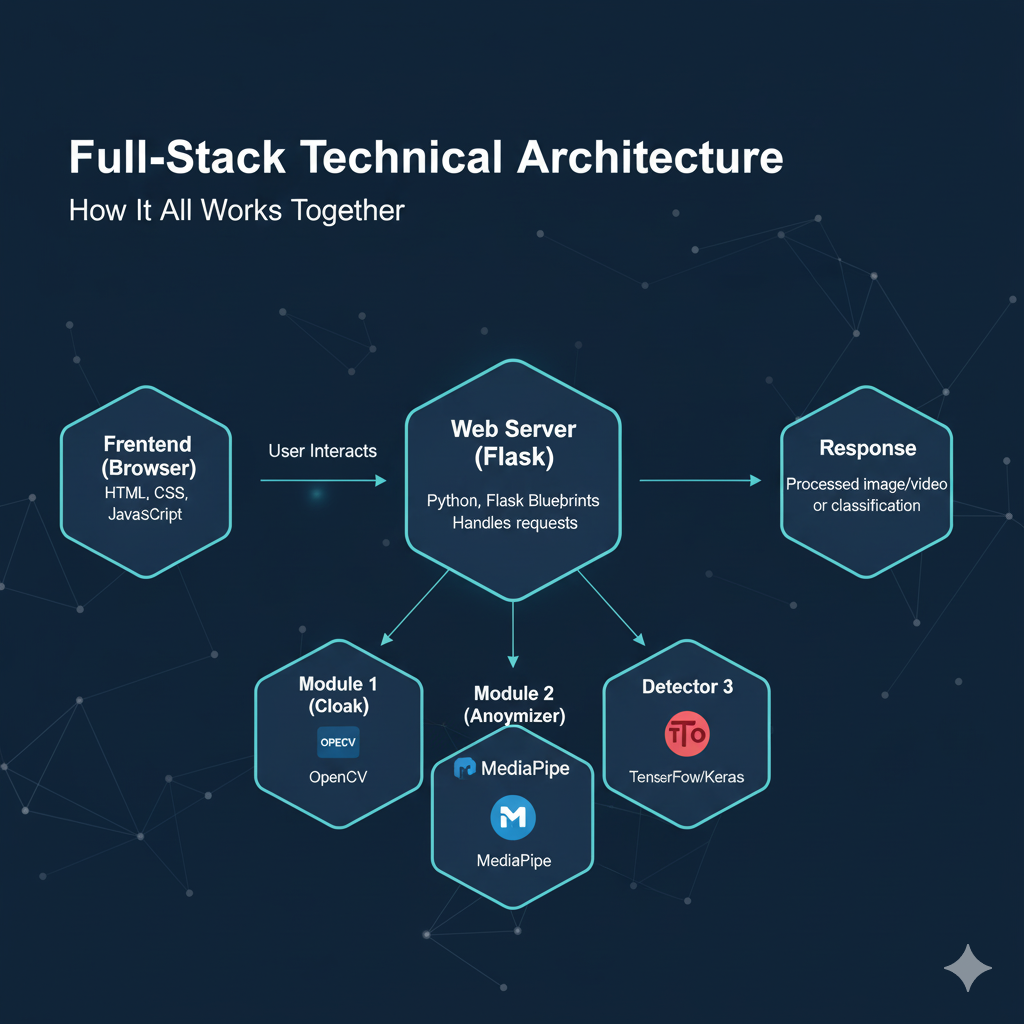 Full-Stack Technical Architecture
How It All Works Together
Frentend
(Browser)
HTML, CSS,
JavaScript
User Interacts
Web Server
(Flask)
Python, Flask Blueprints
Handles requests
Response
Processed image/video
or classification
Module 1
(Cloak)
OPECV
OpenCV
Module 2
(Anoymizer)
MediaPipe
M
MediaPipe
Detector 3
TTO
TenserFow/Keras